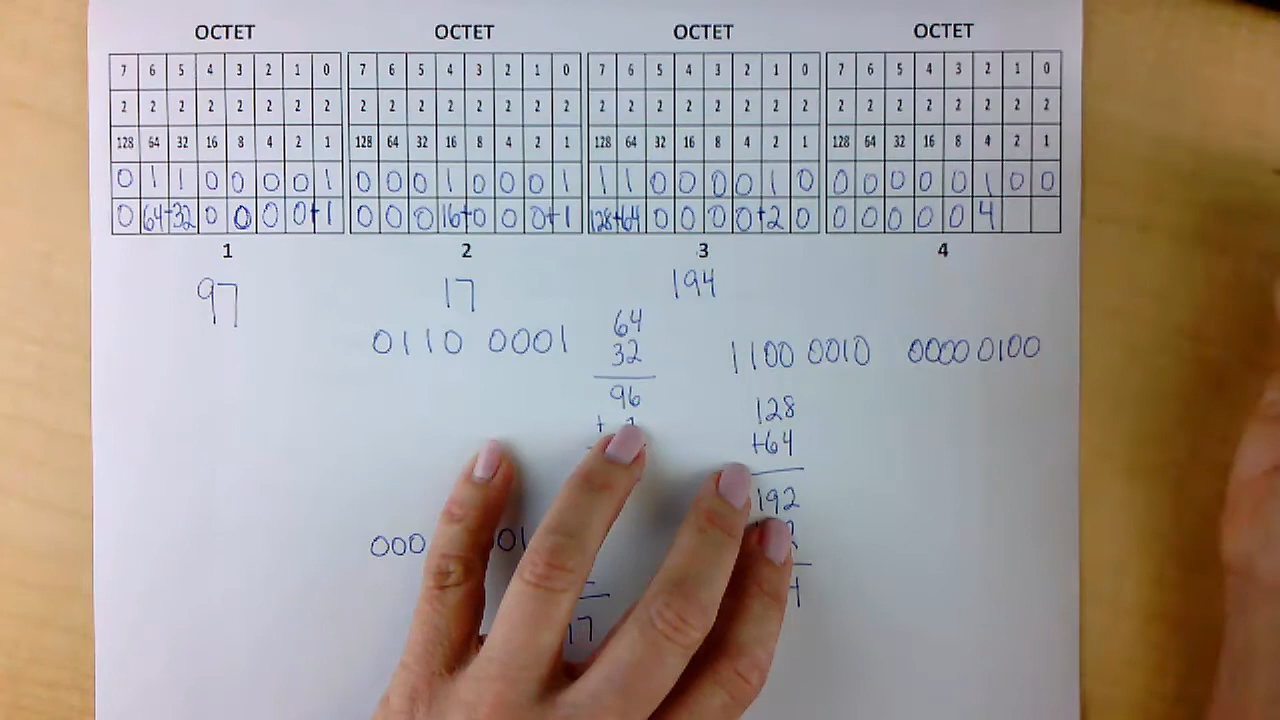 OCTET OCTET OCTET OCTET
7 6 5 4 3 2 1 0 7 6 5 4 3 2 1 0 7 6 5 4 3 2 1 0 7 6 5 4 3 2 1 0
2 2 2 2 2 2 2 2 2 2 2 2 2 2 2 2 2 2 2 2 2 2 2 2 2 2 2 2 2 2 2 2
128 64 32 16 8 4 2 1 128 64 32 16 8 4 2 1 128 64 32 16 8 4 2 1 128 64 32 16 8 4 2 1
0 1 1 0 0 0 0 1 0 0 0 1 0 0 0 1 1 1 0 0 0 0 1 0 0 0 0 0 0 1 0 0
0 64+32 0 0 0 0+1 0 0 0 16+0 0 0+1 128+64 0 0 0 0+2 0 0 0 0 0 0 4
1 2 3 4
97 17 194
0110 0001
64
32
96
+
1100 0010 0000 0100
128
+64
192
000
17